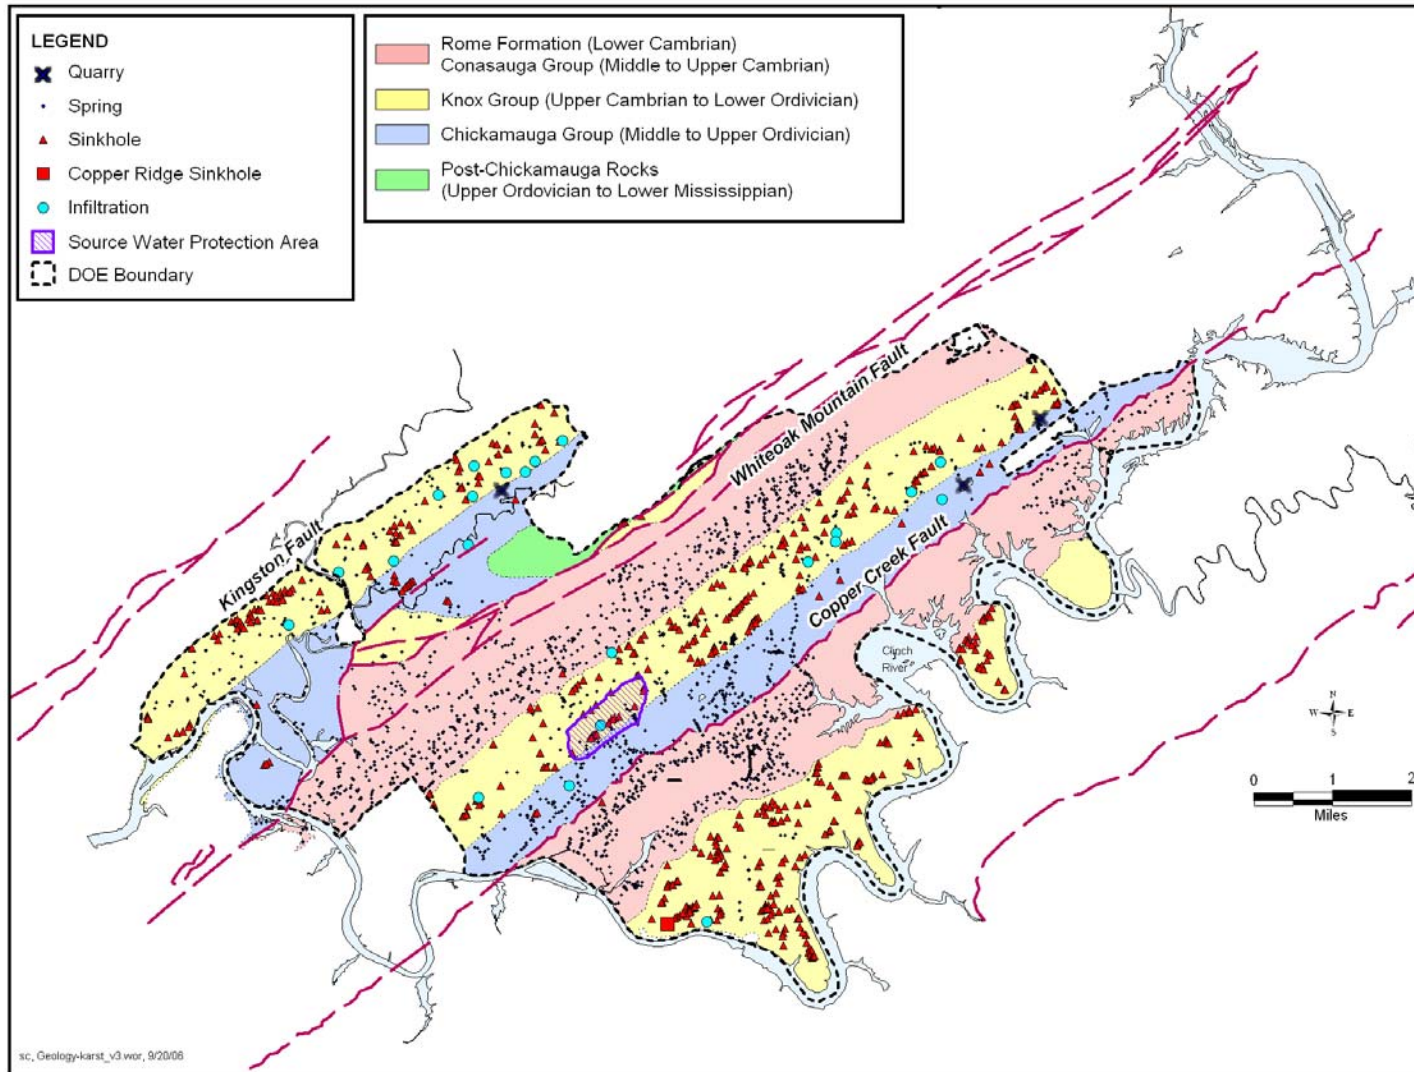 LEGEND
Quarry
Spring
Sinkhole
Copper Ridge Sinkhole
Infiltration
Source Water Protection Area
DOE Boundary
Rome Formation (Lower Cambrian)
Conasauga Group (Middle to Upper Cambrian)
Knox Group (Upper Cambrian to Lower Ordivician)
Chickamauga Group (Middle to Upper Ordivician)
Post-Chickamauga Rocks
(Upper Ordovician to Lower Mississippian)
Whiteoak Mountain Fault
Kingston Fault
Copper Creek Fault
Clinch
River
N
W E
S
0 1 2
Miles
sc, Geology-karst_v3.wor, 9/20/06